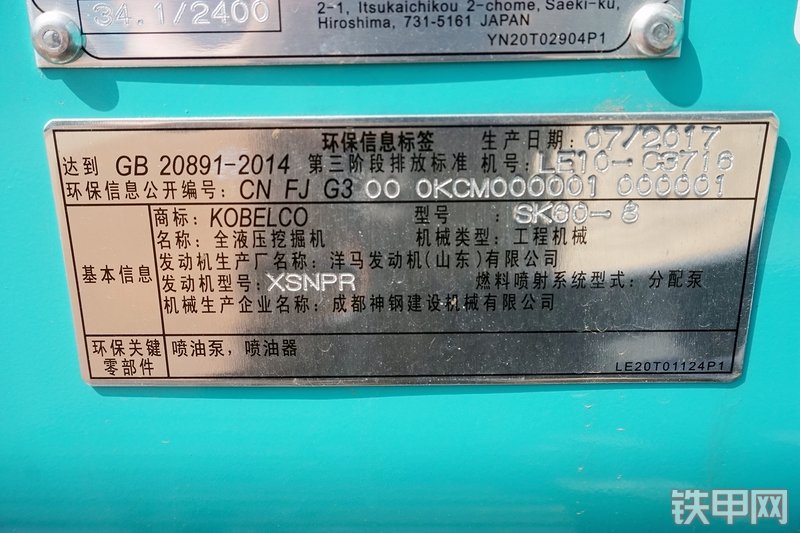 34.1/2400
2-1, Itsukaichikou 2-chome, Saeki-ku,
Hiroshima, 731-5161 JAPAN
YN20T02904P1
环保信息标签 生产日期: 07/2017
达到 GB 20891-2014 第三阶段排放标准 机号: LE10-C3716
环保信息公开编号: CN FJ G3 00 0KCM000001 000001
商标: KOBELCO 型号 : SK60-8
名称: 全液压挖掘机 机械类型: 工程机械
基本信息 发动机生产厂名称: 洋马发动机(山东)有限公司
发动机型号: XSNPR 燃料喷射系统型式: 分配泵
机械生产企业名称: 成都神钢建设机械有限公司
环保关键 喷油泵, 喷油器
零部件
LE20T01124P1
铁甲网